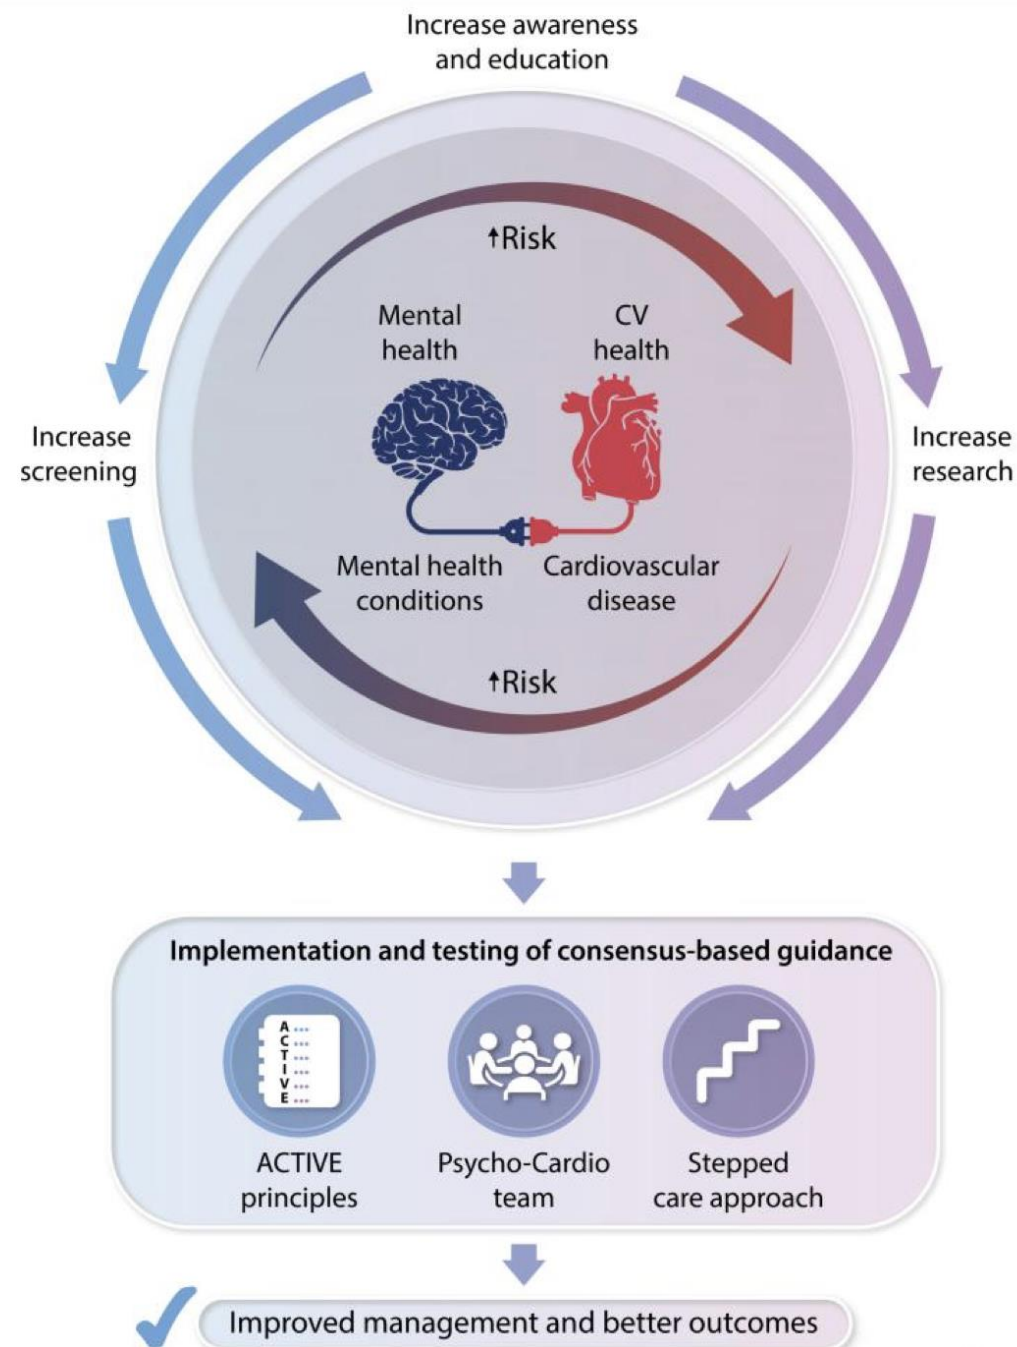 Increase awareness
and education
↑Risk
Mental
health
CV
health
Increase
screening
Increase
research
Mental health
conditions
Cardiovascular
disease
↑Risk
Implementation and testing of consensus-based guidance
A ...
C ...
T ...
I ...
V ...
E ...
ACTIVE
principles
Psycho-Cardio
team
Stepped
care approach
Improved management and better outcomes